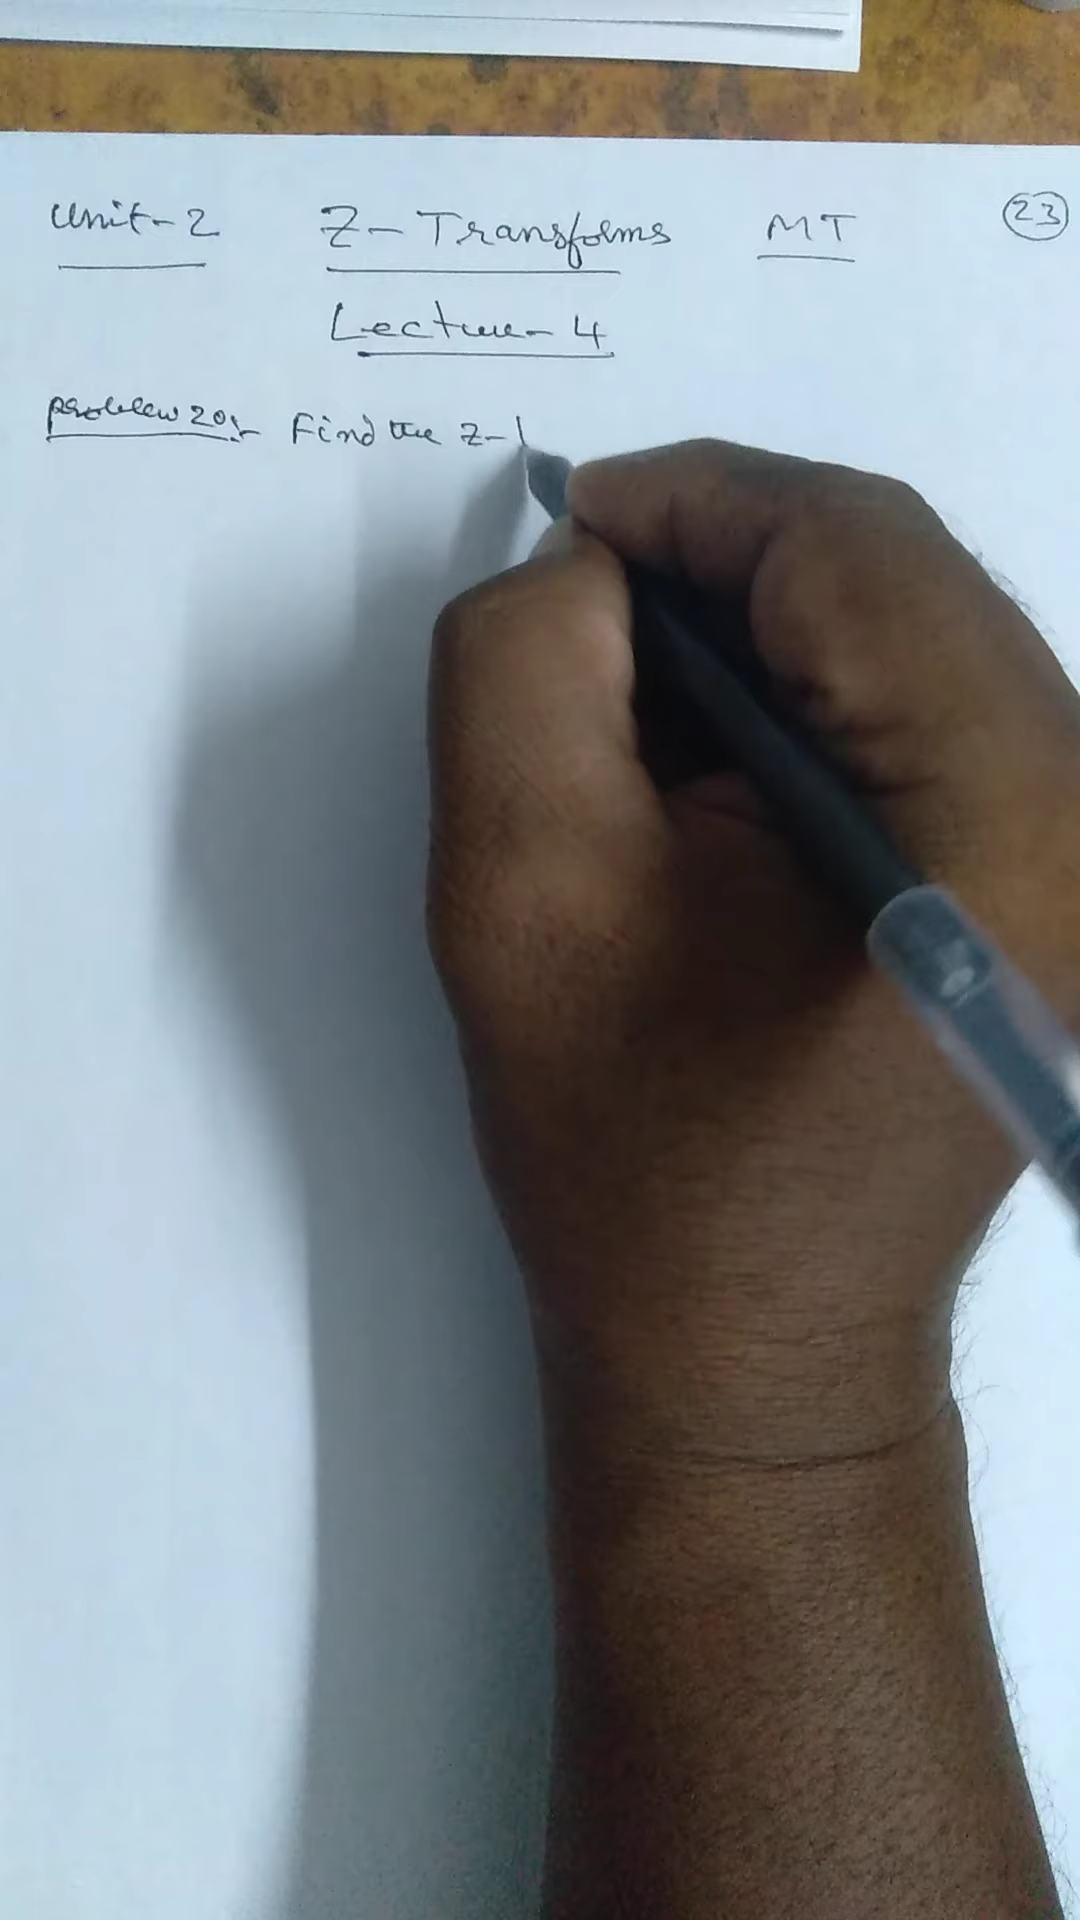 Unit-2 Z-Transforms MT 23
Lecture-4
Problem 20:- Find the Z-